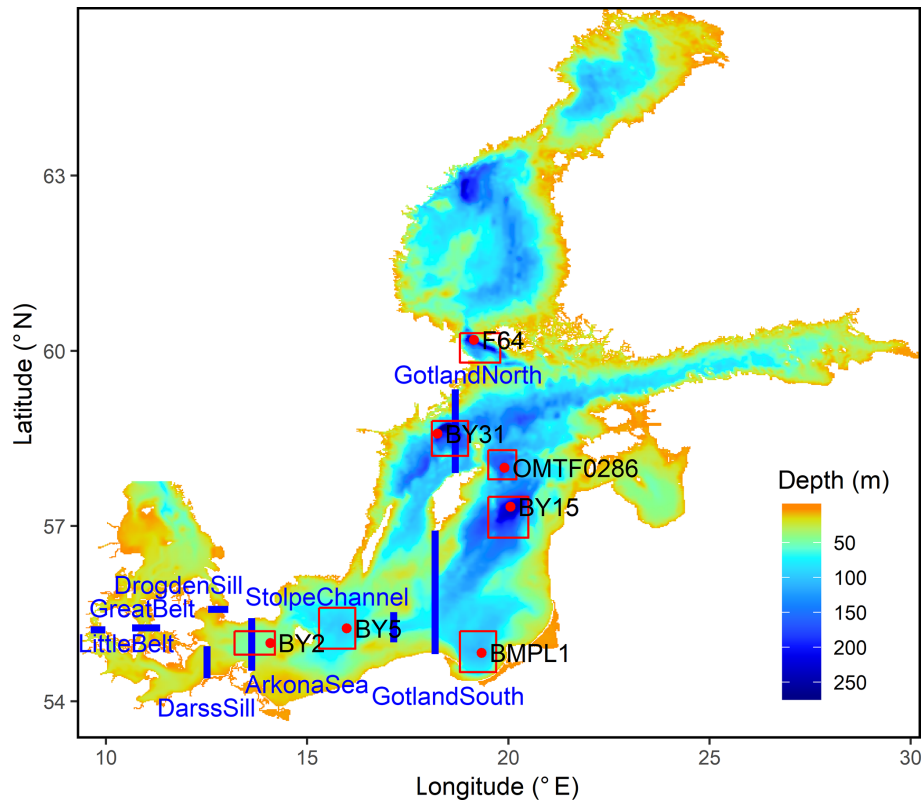 63
60
57
54
Latitude (°N)
F64
GotlandNorth
BY31
OMTF0286
BY15
Depth (m)
50
100
150
200
250
DrogdenSill
GreatBelt
LittleBelt
StolpeChannel
BY2
BY5
BMPL1
ArkonaSea
DarssSill
GotlandSouth
10
15
20
25
30
Longitude (°E)